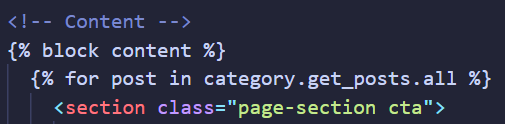 <!-- Content -->
{% block content %}
{% for post in category.get_posts.all %}
<section class="page-section cta">